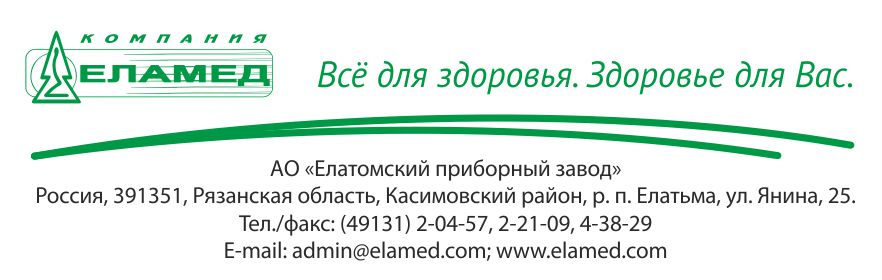 КОМПАНИЯ
ЕЛАМЕД
Всё для здоровья. Здоровье для Вас.
АО «Елатомский приборный завод»
Россия, 391351, Рязанская область, Касимовский район, р. п. Елатьма, ул. Янина, 25.
Тел./факс: (49131) 2-04-57, 2-21-09, 4-38-29
E-mail: admin@elamed.com; www.elamed.com